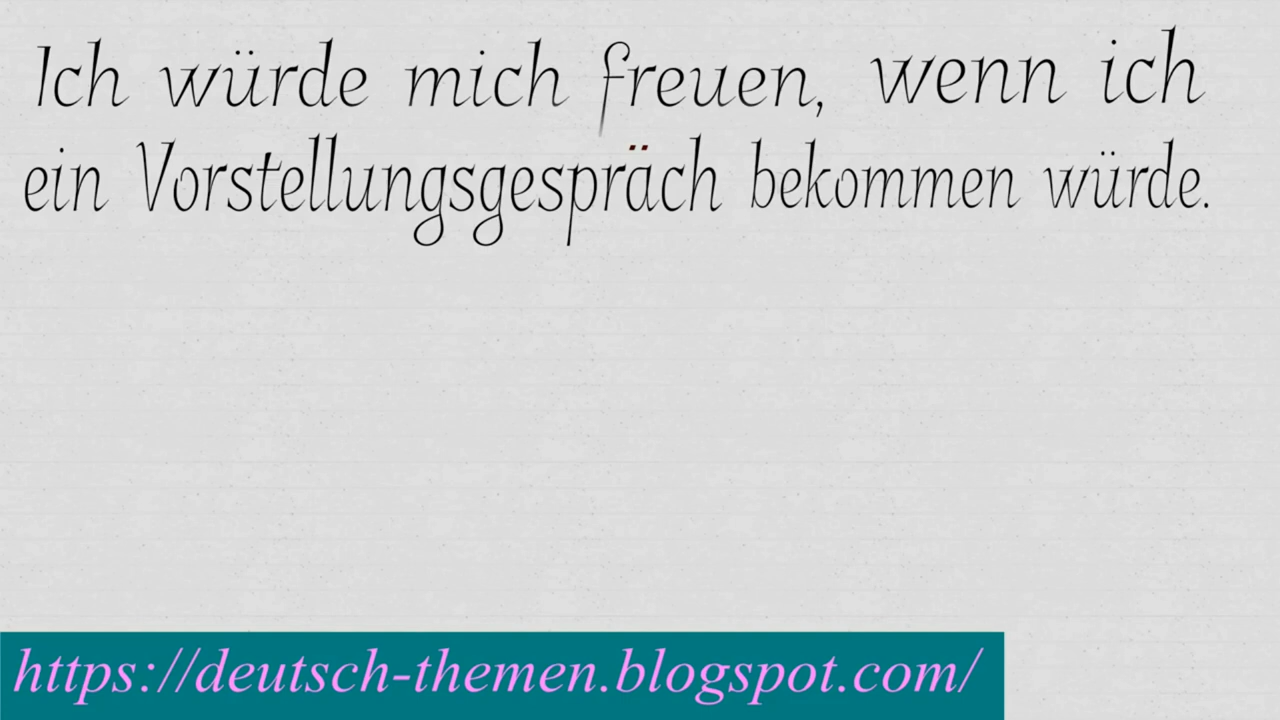 Ich würde mich freuen, wenn ich
ein Vorstellungsgespräch bekommen würde.
https://deutsch-themen.blogspot.com/